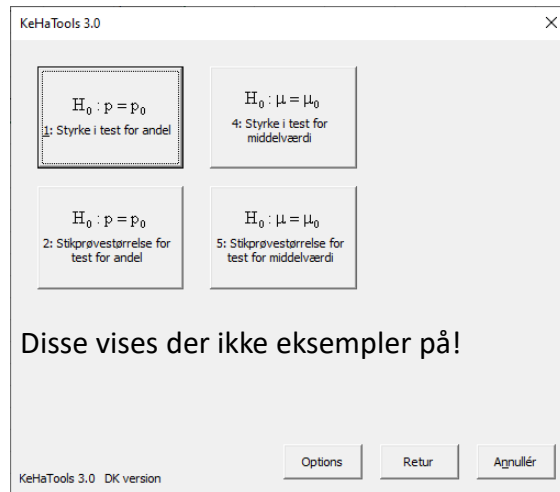 KeHaTools 3.0
H₀ : p = p₀
1: Styrke i test for andel
H₀ : μ = μ₀
4: Styrke i test for
middelværdi
H₀ : p = p₀
2: Stikprøvestørrelse for
test for andel
H₀ : μ = μ₀
5: Stikprøvestørrelse for
test for middelværdi
Disse vises der ikke eksempler på!
Options
Retur
Annullér
KeHaTools 3.0 DK version